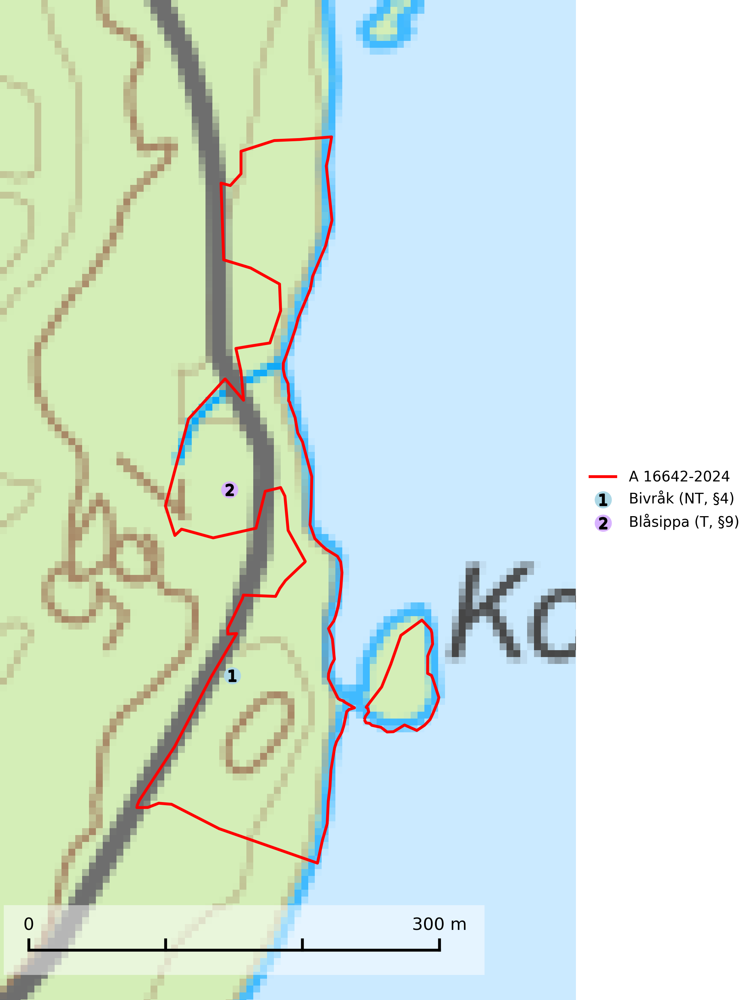 A 16642-2024
1 Bivråk (NT, §4)
2 Blåsippa (T, §9)
2
1
Ko
0 300 m